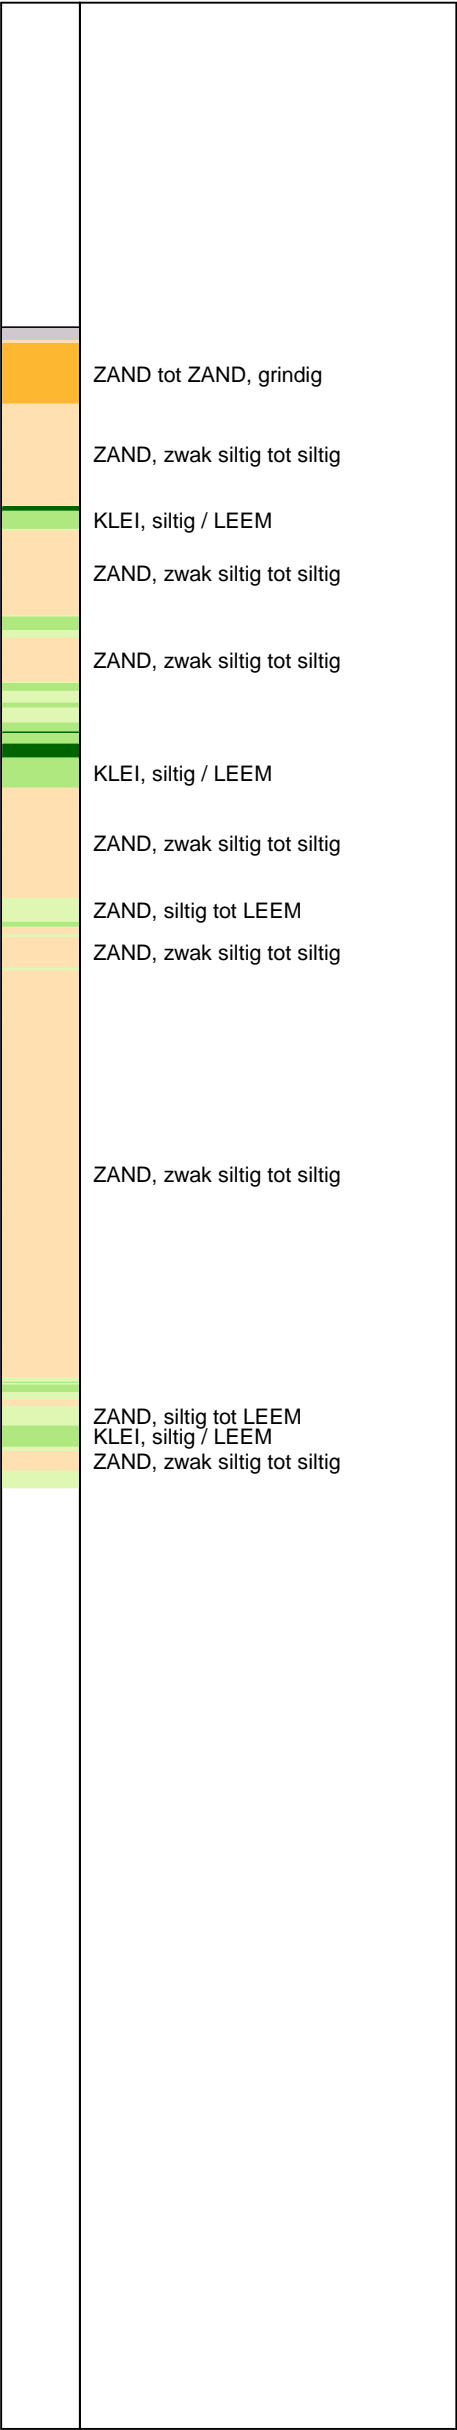 ZAND tot ZAND, grindig
ZAND, zwak siltig tot siltig
KLEI, siltig / LEEM
ZAND, zwak siltig tot siltig
ZAND, zwak siltig tot siltig
KLEI, siltig / LEEM
ZAND, zwak siltig tot siltig
ZAND, siltig tot LEEM
ZAND, zwak siltig tot siltig
ZAND, zwak siltig tot siltig
ZAND, siltig tot LEEM
KLEI, siltig / LEEM
ZAND, zwak siltig tot siltig